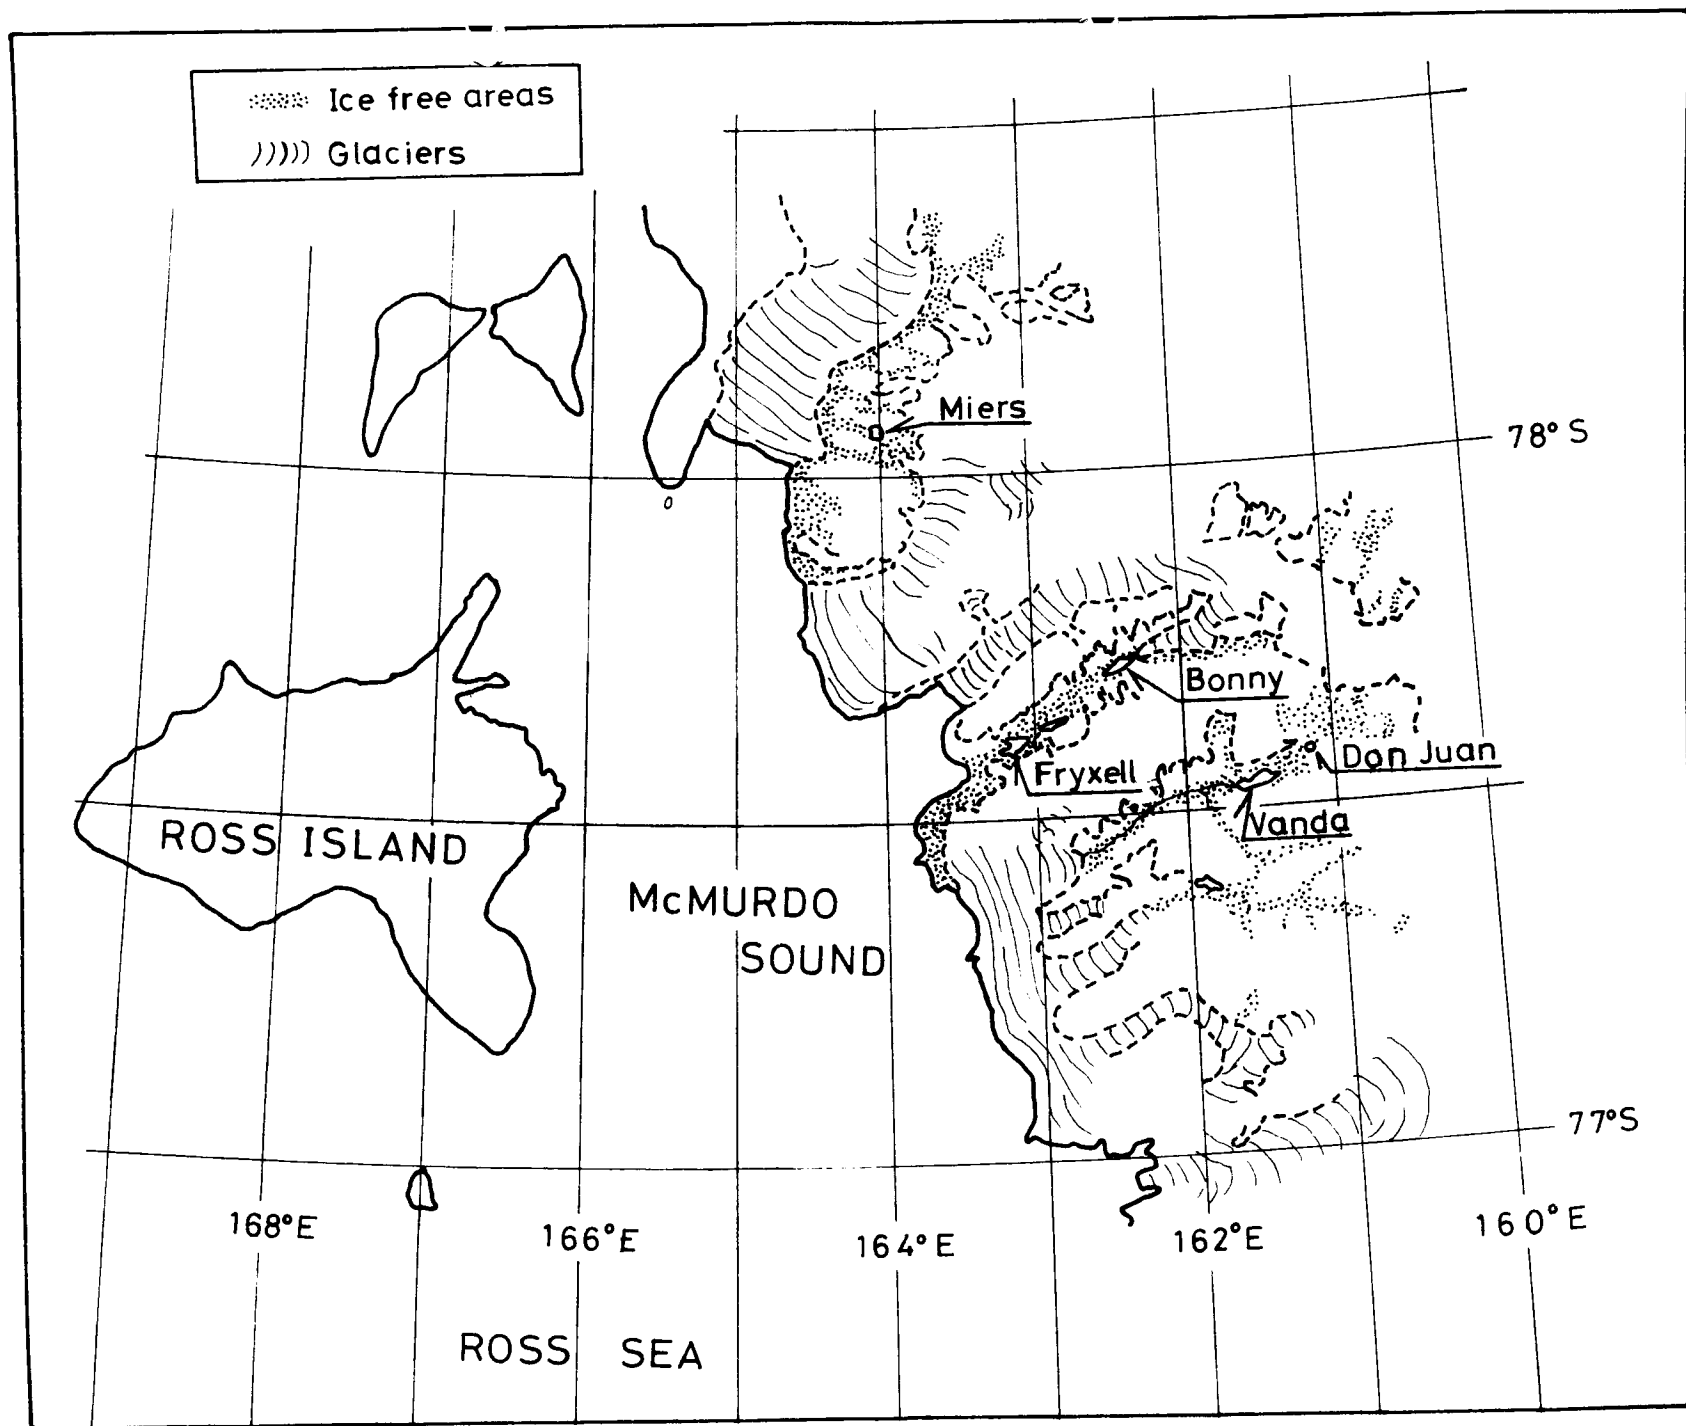 Ice free areas
Glaciers
Miers
78° S
Bonny
Don Juan
Fryxell
Vanda
ROSS ISLAND
McMURDO
SOUND
77°S
168°E
166°E
164°E
162°E
160°E
ROSS SEA